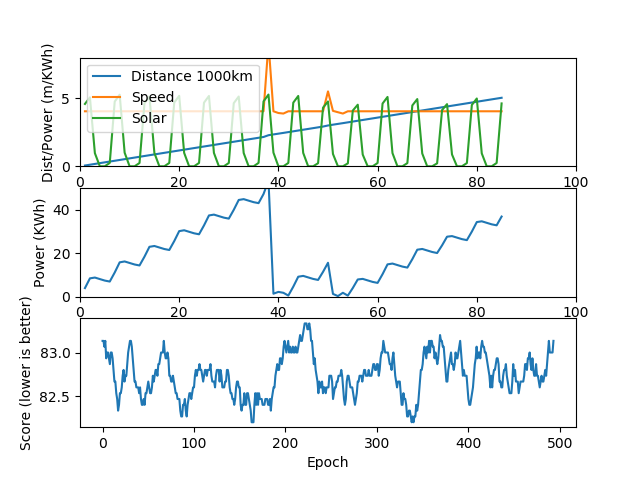 Dist/Power (m/KWh)
5
0
Distance 1000km
Speed
Solar
0 20 40 60 80 100
Power (KWh)
40
20
0
0 20 40 60 80 100
Score (lower is better)
83.0
82.5
0 100 200 300 400 500
Epoch